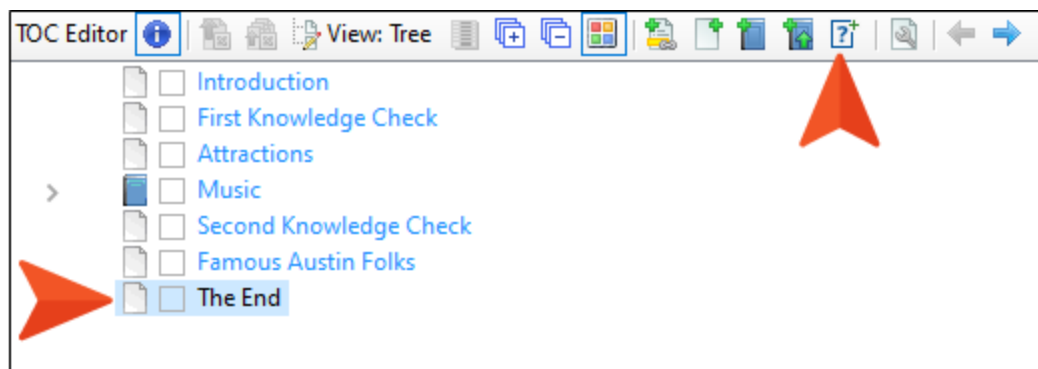 TOC Editor View: Tree
Introduction
First Knowledge Check
Attractions
Music
Second Knowledge Check
Famous Austin Folks
The End